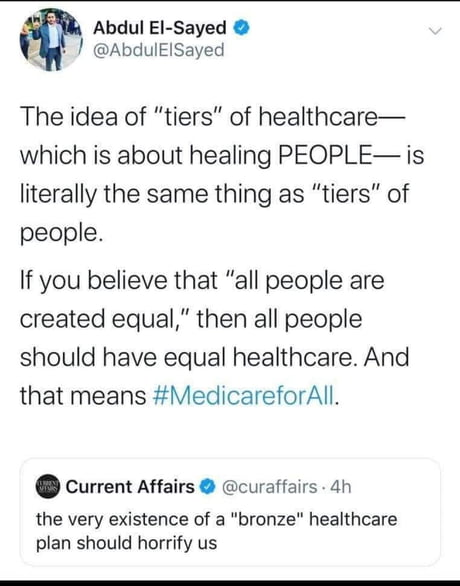 Abdul El-Sayed
@AbdulElSayed
The idea of "tiers" of healthcare—
which is about healing PEOPLE— is
literally the same thing as "tiers" of
people.
If you believe that "all people are
created equal," then all people
should have equal healthcare. And
that means #MedicareforAll.
CURRENT
AFFAIRS
Current Affairs @curaffairs · 4h
the very existence of a "bronze" healthcare
plan should horrify us